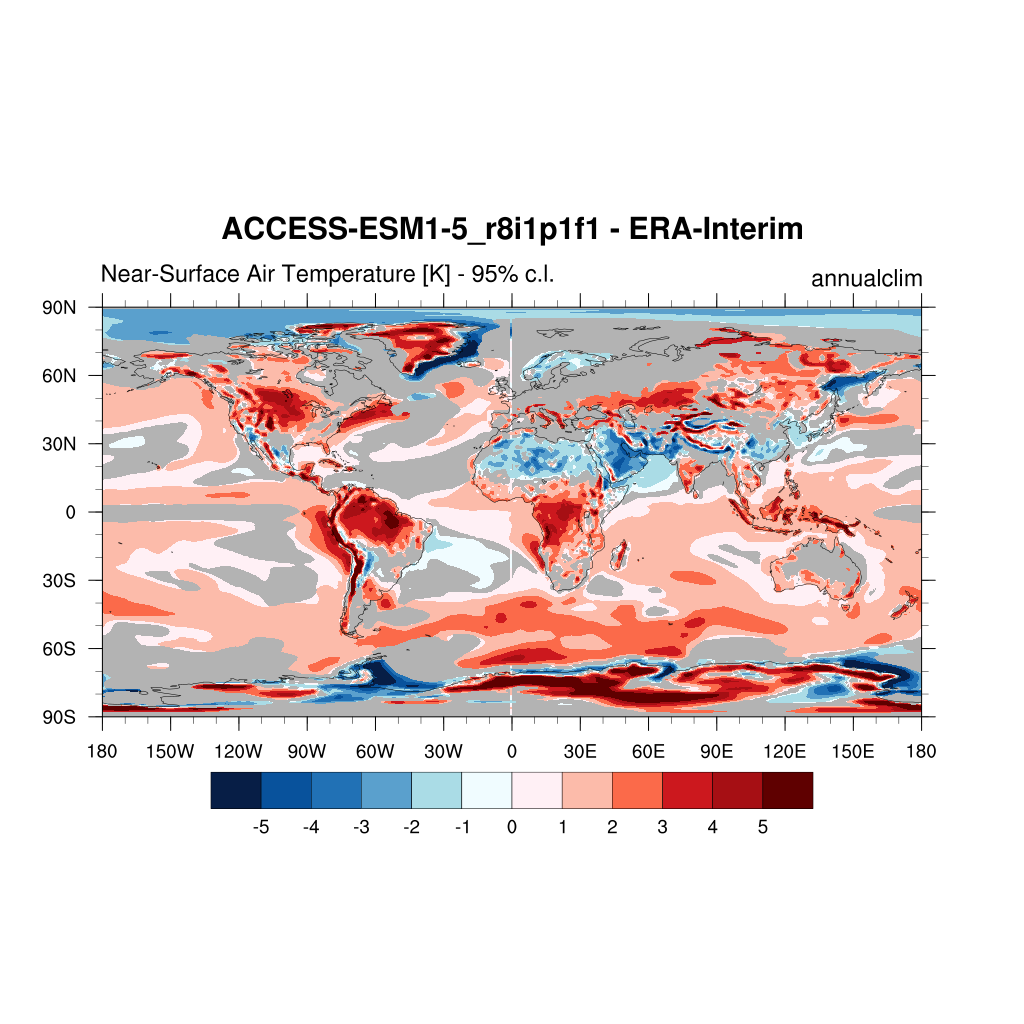 ACCESS-ESM1-5_r8i1p1f1 - ERA-Interim
Near-Surface Air Temperature [K] - 95% c.l.
annualclim
90N
60N
30N
0
30S
60S
90S
180 150W 120W 90W 60W 30W 0 30E 60E 90E 120E 150E 180
-5 -4 -3 -2 -1 0 1 2 3 4 5